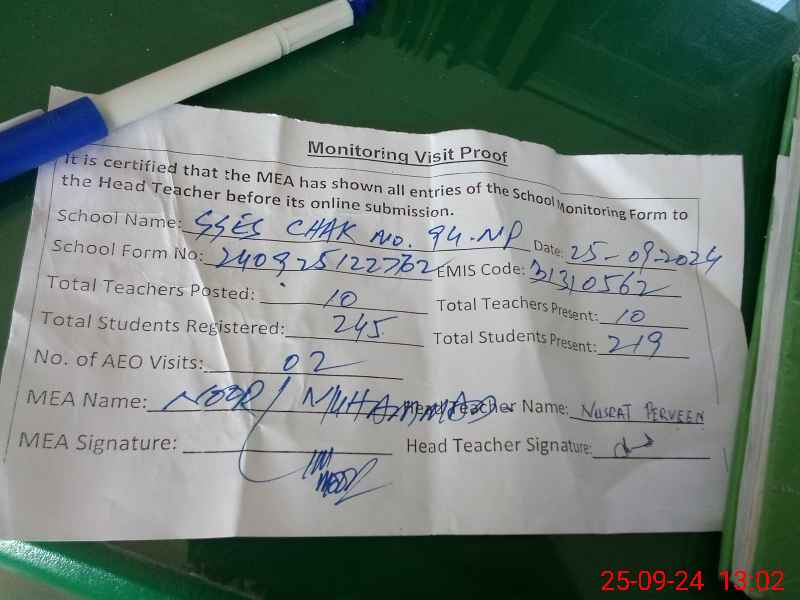 Monitoring Visit Proof
It is certified that the MEA has shown all entries of the School Monitoring Form to
the Head Teacher before its online submission.
School Name: SSES CHAK NO. 94-NP Date: 25-09-2024
School Form No: 240925122762 EMIS Code: 31310562
Total Teachers Posted: 10 Total Teachers Present: 10
Total Students Registered: 245 Total Students Present: 219
No. of AEO Visits: 02
MEA Name: NOOR MUHAMMAD Head Teacher Name: NUSRAT PERVEEN
MEA Signature: Head Teacher Signature:
25-09-24 13:02